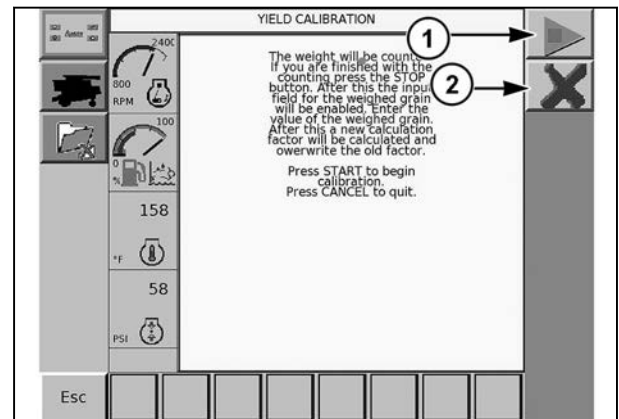 YIELD CALIBRATION
1
2
2400
800
RPM
100
0
%
158
°F
58
PSI
The weight will be
If you are finished with the
counting press the STOP
button. After this the input
field for the weighed grain
will be enabled. Enter the
value of the weighed grain.
After this a new calculation
factor will be calculated and
owerwrite the old factor.
Press START to begin
calibration.
Press CANCEL to quit.
Esc